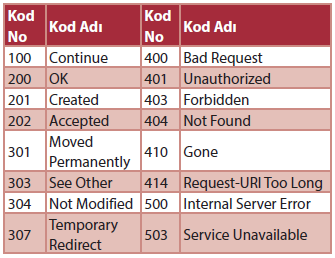 Kod No Kod Adı Kod No Kod Adı
100 Continue 400 Bad Request
200 OK 401 Unauthorized
201 Created 403 Forbidden
202 Accepted 404 Not Found
301 Moved Permanently 410 Gone
303 See Other 414 Request-URI Too Long
304 Not Modified 500 Internal Server Error
307 Temporary Redirect 503 Service Unavailable